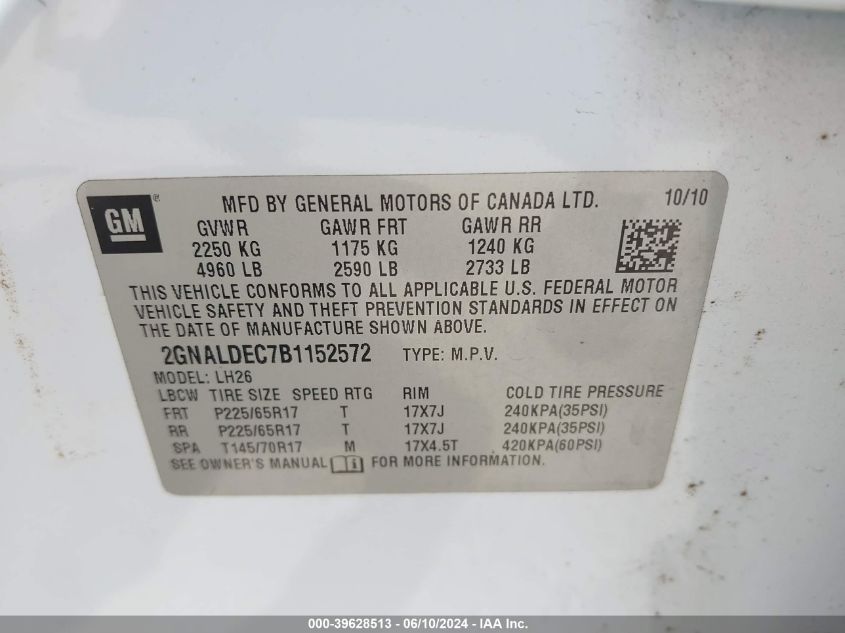 GM ® MFD BY GENERAL MOTORS OF CANADA LTD. 10/10
GVWR GAWR FRT GAWR RR
2250 KG 1175 KG 1240 KG
4960 LB 2590 LB 2733 LB
THIS VEHICLE CONFORMS TO ALL APPLICABLE U.S. FEDERAL MOTOR
VEHICLE SAFETY AND THEFT PREVENTION STANDARDS IN EFFECT ON
THE DATE OF MANUFACTURE SHOWN ABOVE.
2GNALDEC7B1152572 TYPE: M.P.V.
MODEL: LH26
LBCW TIRE SIZE SPEED RTG RIM COLD TIRE PRESSURE
FRT P225/65R17 T 17X7J 240KPA(35PSI)
RR P225/65R17 T 17X7J 240KPA(35PSI)
SPA T145/70R17 M 17X4.5T 420KPA(60PSI)
SEE OWNER'S MANUAL FOR MORE INFORMATION.
000-39628513 - 06/10/2024 - IAA Inc.